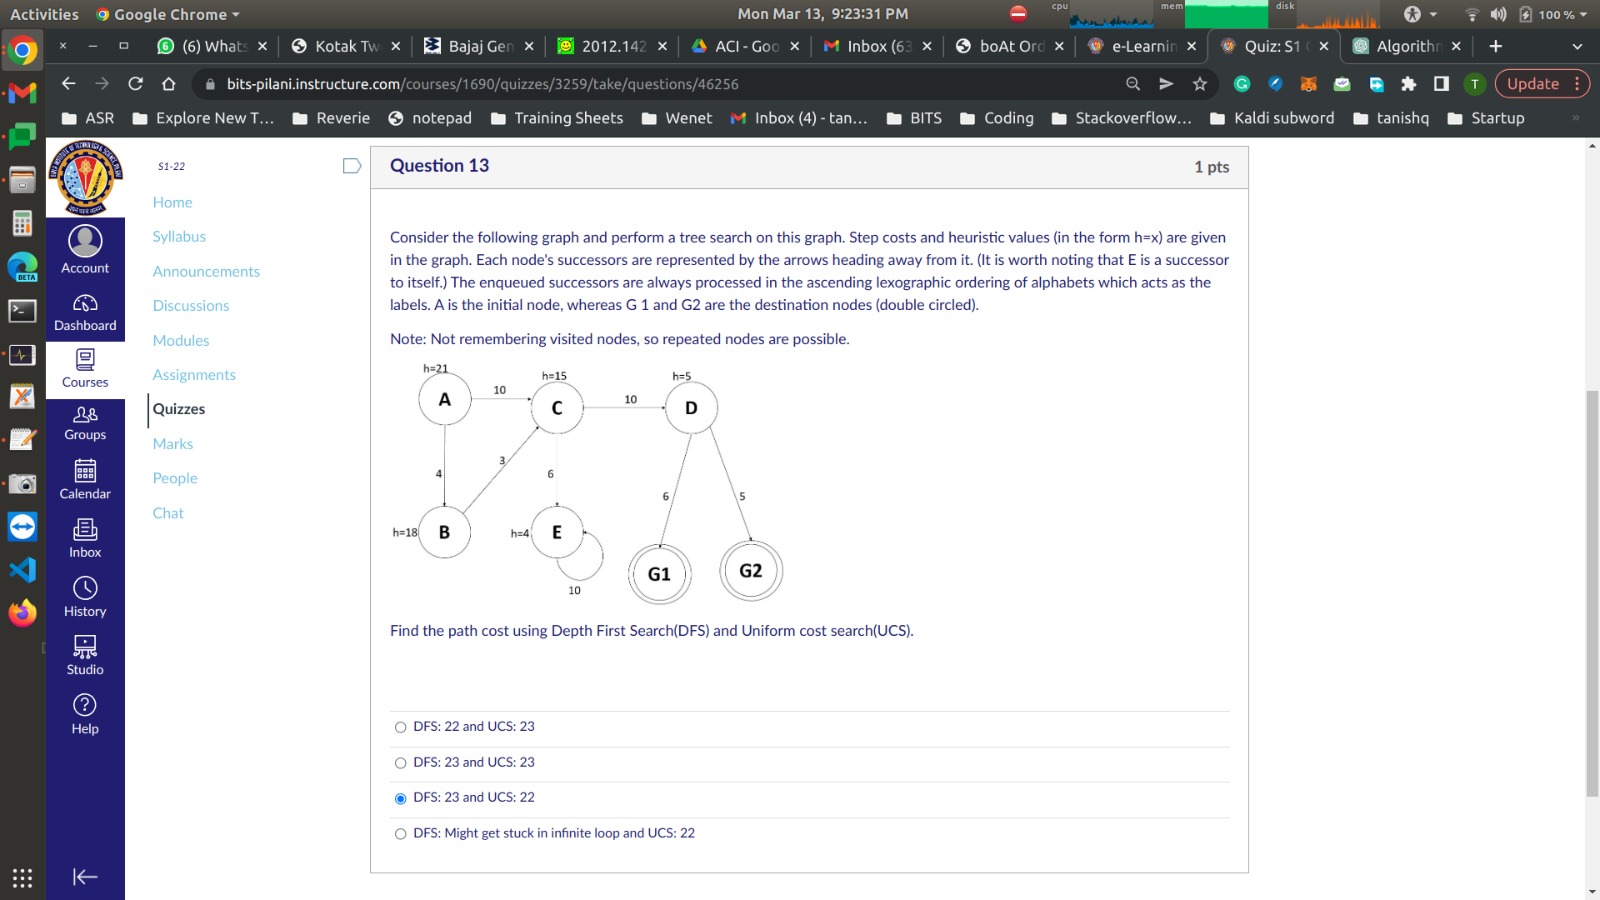 Activities Google Chrome Mon Mar 13, 9:23:31 PM cpu mem disk 100 %
(6) Whats Kotak Tw Bajaj Gen 2012.142 ACI - Goo Inbox (63 boAt Ord e-Learnin Quiz: S1 Algorithm
bits-pilani.instructure.com/courses/1690/quizzes/3259/take/questions/46256 T Update
ASR Explore New T... Reverie notepad Training Sheets Wenet Inbox (4) - tan... BITS Coding Stackoverflow... Kaldi subword tanishq Startup »
BETA
Account
Dashboard
Courses
Groups
Calendar
Inbox
History
Studio
Help
S1-22
Home
Syllabus
Announcements
Discussions
Modules
Assignments
Quizzes
Marks
People
Chat
Question 13 1 pts
Consider the following graph and perform a tree search on this graph. Step costs and heuristic values (in the form h=x) are given
in the graph. Each node's successors are represented by the arrows heading away from it. (It is worth noting that E is a successor
to itself.) The enqueued successors are always processed in the ascending lexographic ordering of alphabets which acts as the
labels. A is the initial node, whereas G 1 and G2 are the destination nodes (double circled).
Note: Not remembering visited nodes, so repeated nodes are possible.
h=21 h=15 h=5
A 10 C 10 D
4 3 6 6 5
h=18 B h=4 E G1 G2
10
Find the path cost using Depth First Search(DFS) and Uniform cost search(UCS).
DFS: 22 and UCS: 23
DFS: 23 and UCS: 23
DFS: 23 and UCS: 22
DFS: Might get stuck in infinite loop and UCS: 22